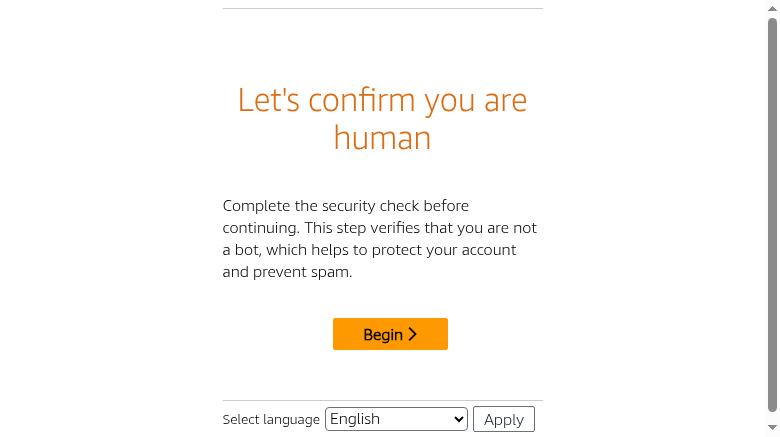 Let's confirm you are
human
Complete the security check before
continuing. This step verifies that you are not
a bot, which helps to protect your account
and prevent spam.
Begin
Select language English Apply